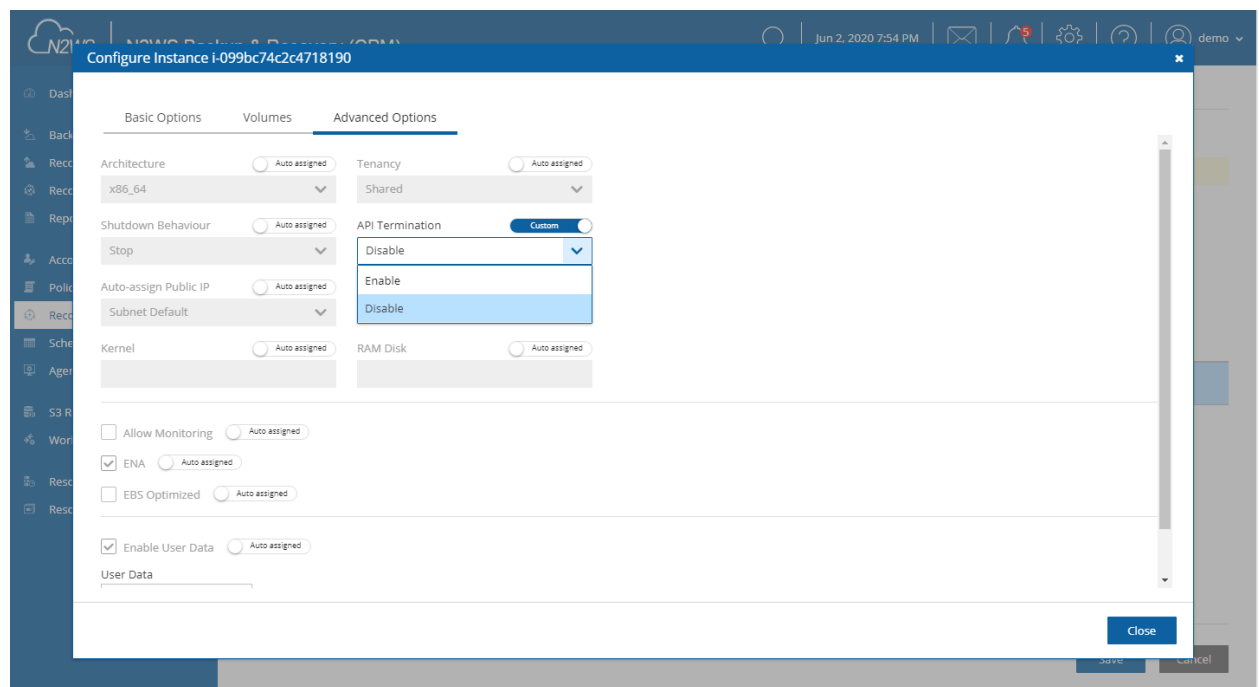 N2WS N2WS Backup & Recovery (CPM) Jun 2, 2020 7:54 PM 5 demo
Configure Instance i-099bc74c2c4718190
Dash
Back
Reco
Reco
Repo
Acco
Polic
Reco
Sche
Agen
S3 R
Wor
Reso
Reso
Basic Options Volumes Advanced Options
Architecture Auto assigned Tenancy Auto assigned
x86_64 Shared
Shutdown Behaviour Auto assigned API Termination Custom
Stop Disable
Enable
Disable
Auto-assign Public IP Auto assigned
Subnet Default
Kernel Auto assigned RAM Disk Auto assigned
Allow Monitoring Auto assigned
ENA Auto assigned
EBS Optimized Auto assigned
Enable User Data Auto assigned
User Data
Close
Save Cancel